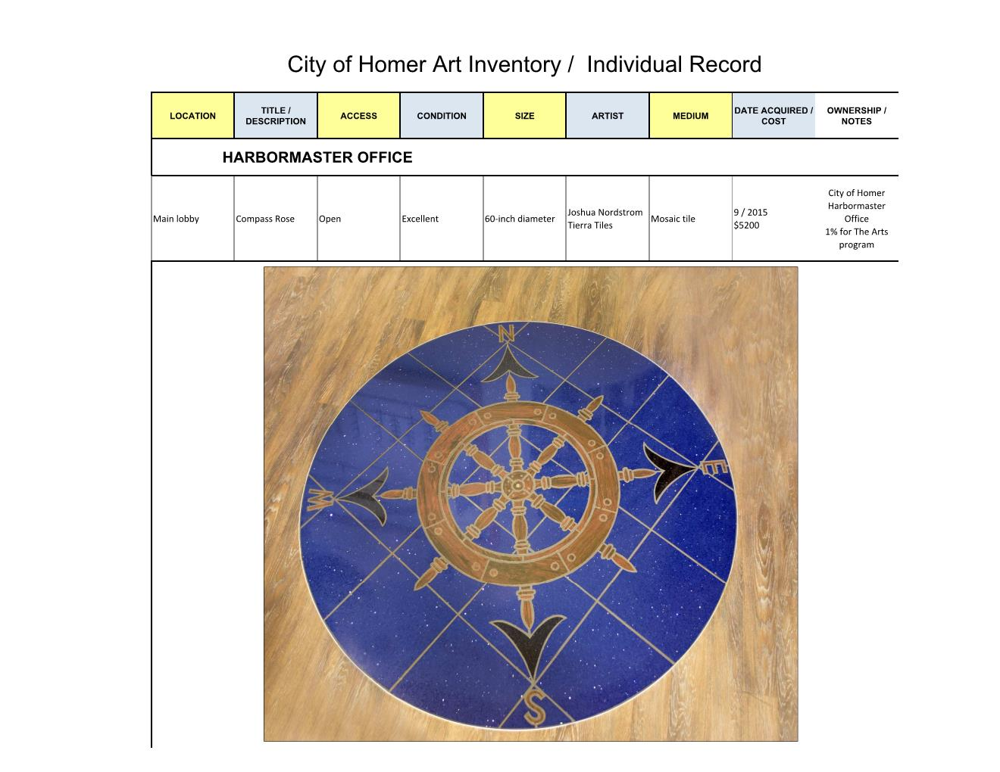 City of Homer Art Inventory /  Individual Record
LOCATION
TITLE /
DESCRIPTION
ACCESS
CONDITION
SIZE
ARTIST
MEDIUM
DATE ACQUIRED /
COST
OWNERSHIP /
NOTES
HARBORMASTER OFFICE
Main lobby
Compass Rose
Open
Excellent
60-inch diameter
Joshua Nordstrom
Tierra Tiles
Mosaic tile
9 / 2015
$5200
City of Homer
Harbormaster
Office
1% for The Arts
program
N
E
W
S